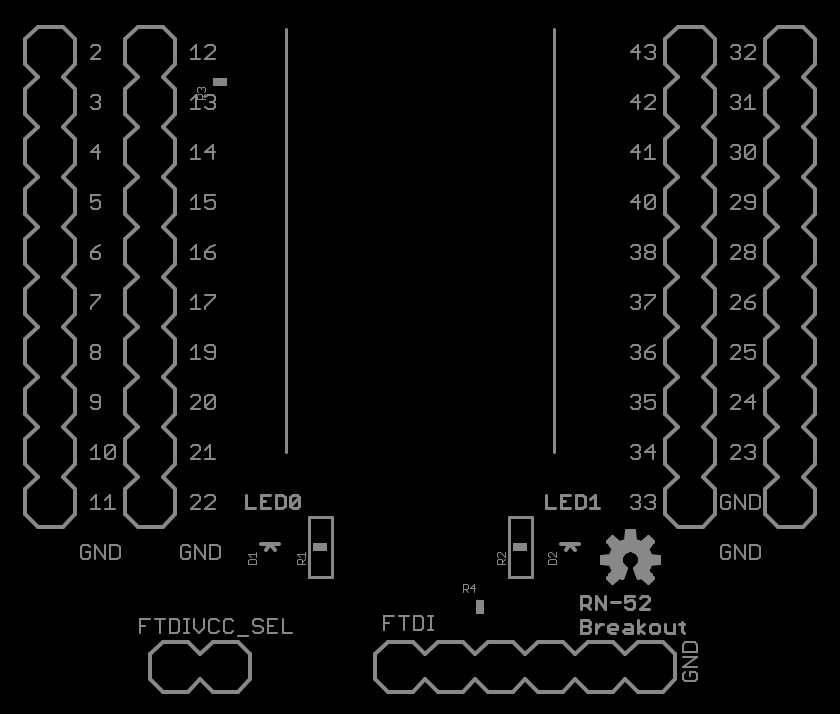 2 12 43 32
R3
3 13 42 31
4 14 41 30
5 15 40 29
6 16 38 28
7 17 37 26
8 19 36 25
9 20 35 24
10 21 34 23
11 22 LED0 LED1 33 GND
GND GND D1 R1 R2 D2 GND
R4
RN-52
FTDIVCC_SEL FTDI Breakout
GND